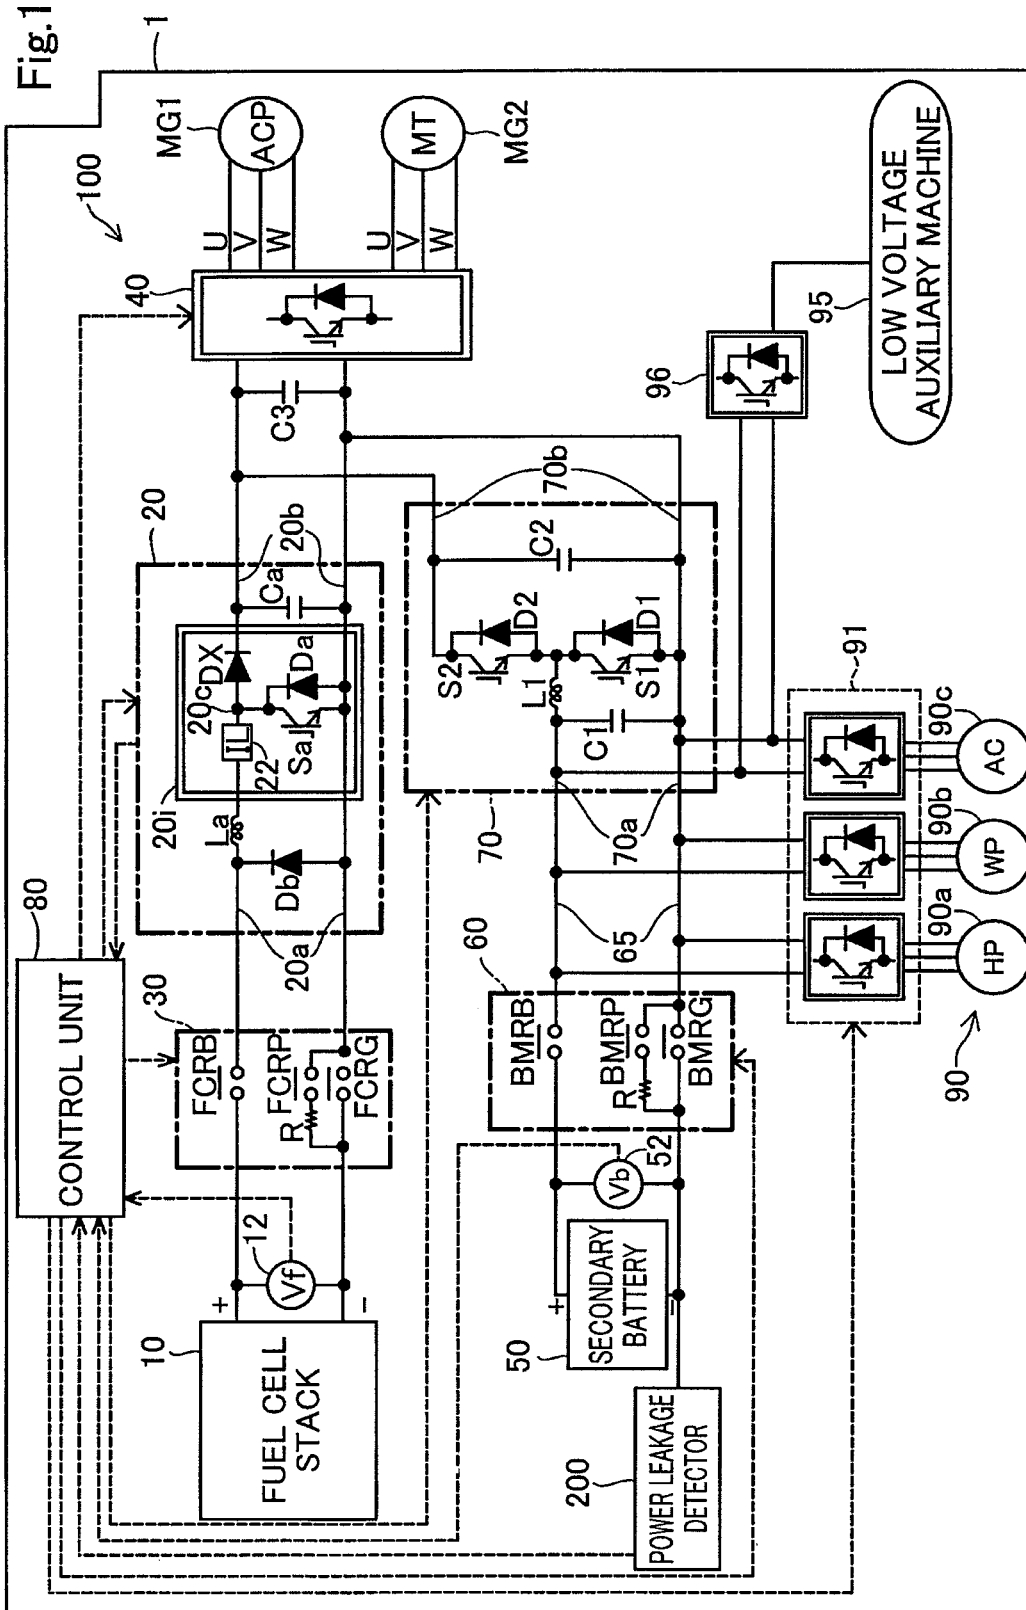 Fig.1
1
100
MG1
ACP
MT
MG2
U
V
W
U
V
W
40
C3
96
95
LOW VOLTAGE
AUXILIARY MACHINE
20
20b
Ca
20c
DX
Da
Sa
IL
22
20i
La
Db
20a
70b
C2
S2
D2
L1
D1
S1
C1
70
70a
91
90c
AC
90b
WP
90a
HP
90
80
CONTROL UNIT
30
FCRB
FCRP
R
FCRG
60
65
BMRB
BMRP
R
BMRG
12
Vf
+
-
10
FUEL CELL
STACK
52
Vb
+
-
50
SECONDARY
BATTERY
200
POWER LEAKAGE
DETECTOR